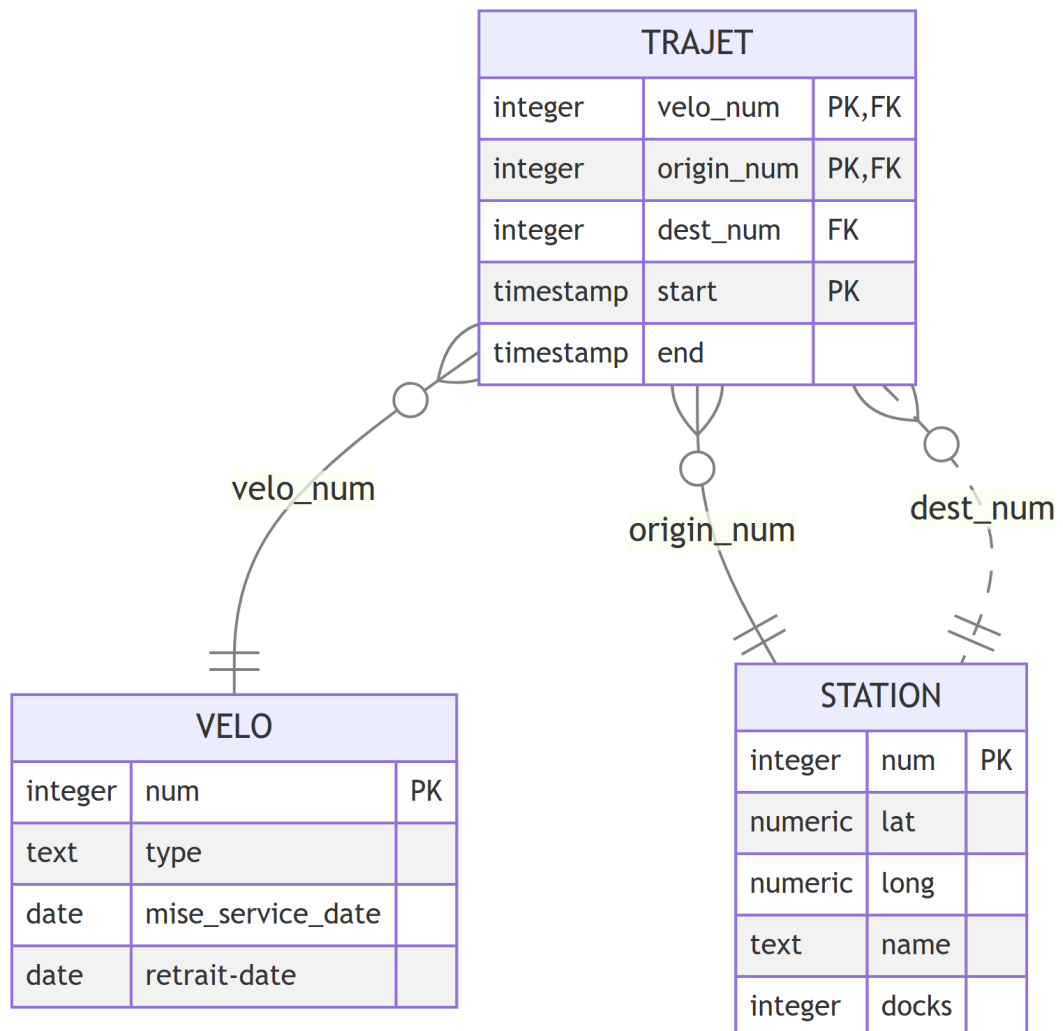 TRAJET
integer velo_num PK,FK
integer origin_num PK,FK
integer dest_num FK
timestamp start PK
timestamp end
velo_num
origin_num
dest_num
VELO
integer num PK
text type
date mise_service_date
date retrait-date
STATION
integer num PK
numeric lat
numeric long
text name
integer docks